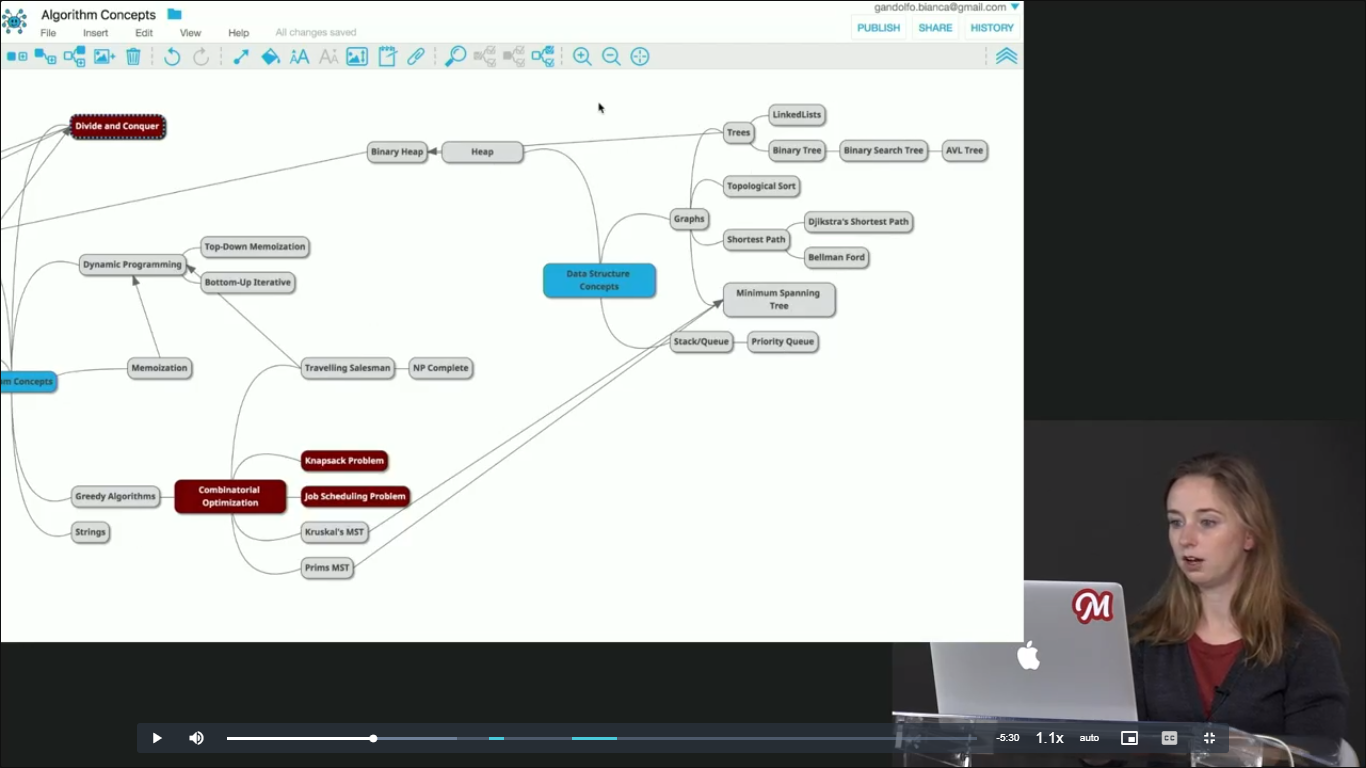 Algorithm Concepts
gandolfo.bianca@gmail.com
File Insert Edit View Help All changes saved
PUBLISH SHARE HISTORY
AA AA
Divide and Conquer
Binary Heap
Heap
Trees
LinkedLists
Binary Tree
Binary Search Tree
AVL Tree
Topological Sort
Graphs
Djikstra's Shortest Path
Shortest Path
Bellman Ford
Dynamic Programming
Top-Down Memoization
Bottom-Up Iterative
Data Structure
Concepts
Minimum Spanning
Tree
Stack/Queue
Priority Queue
Memoization
Travelling Salesman
NP Complete
m Concepts
Knapsack Problem
Greedy Algorithms
Combinatorial
Optimization
Job Scheduling Problem
Strings
Kruskal's MST
Prims MST
M
-5:30 1.1x auto CC